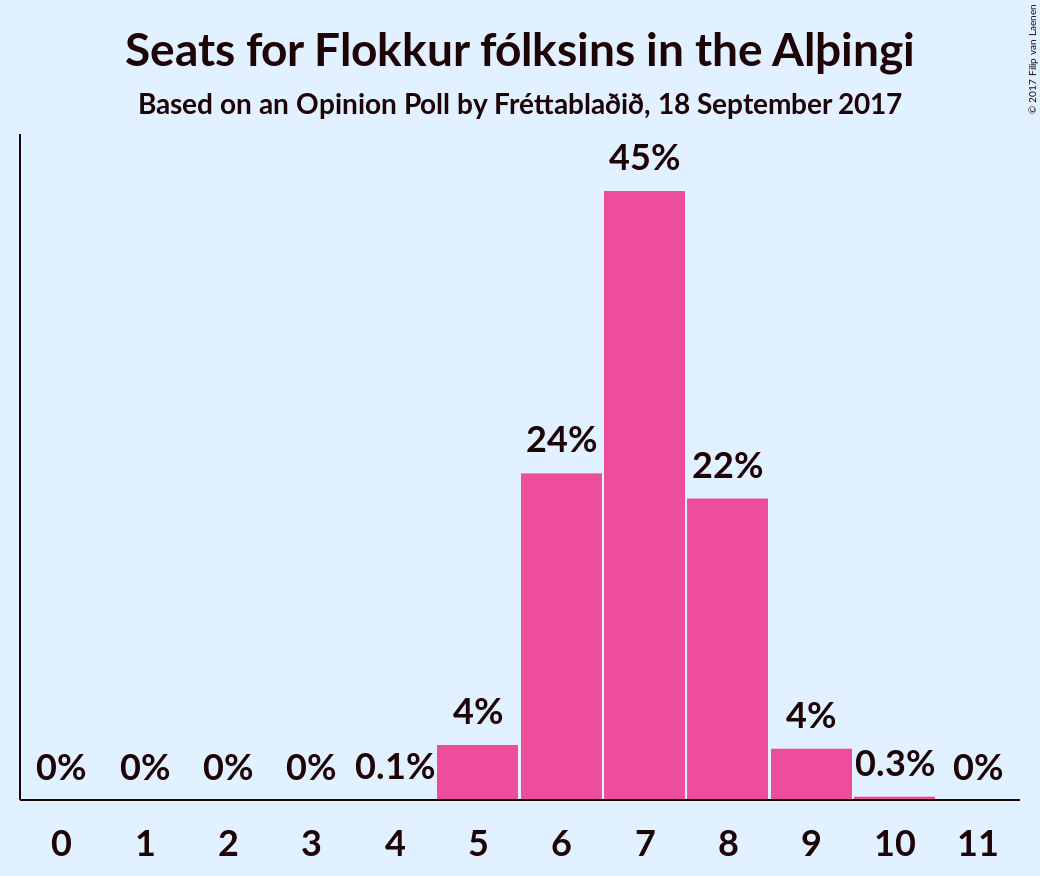 Seats for Flokkur fólksins in the Alþingi
Based on an Opinion Poll by Fréttablaðið, 18 September 2017
© 2017 Filip van Laenen
45%
24%
22%
4%
4%
0% 0% 0% 0% 0.1% 0.3% 0%
0 1 2 3 4 5 6 7 8 9 10 11